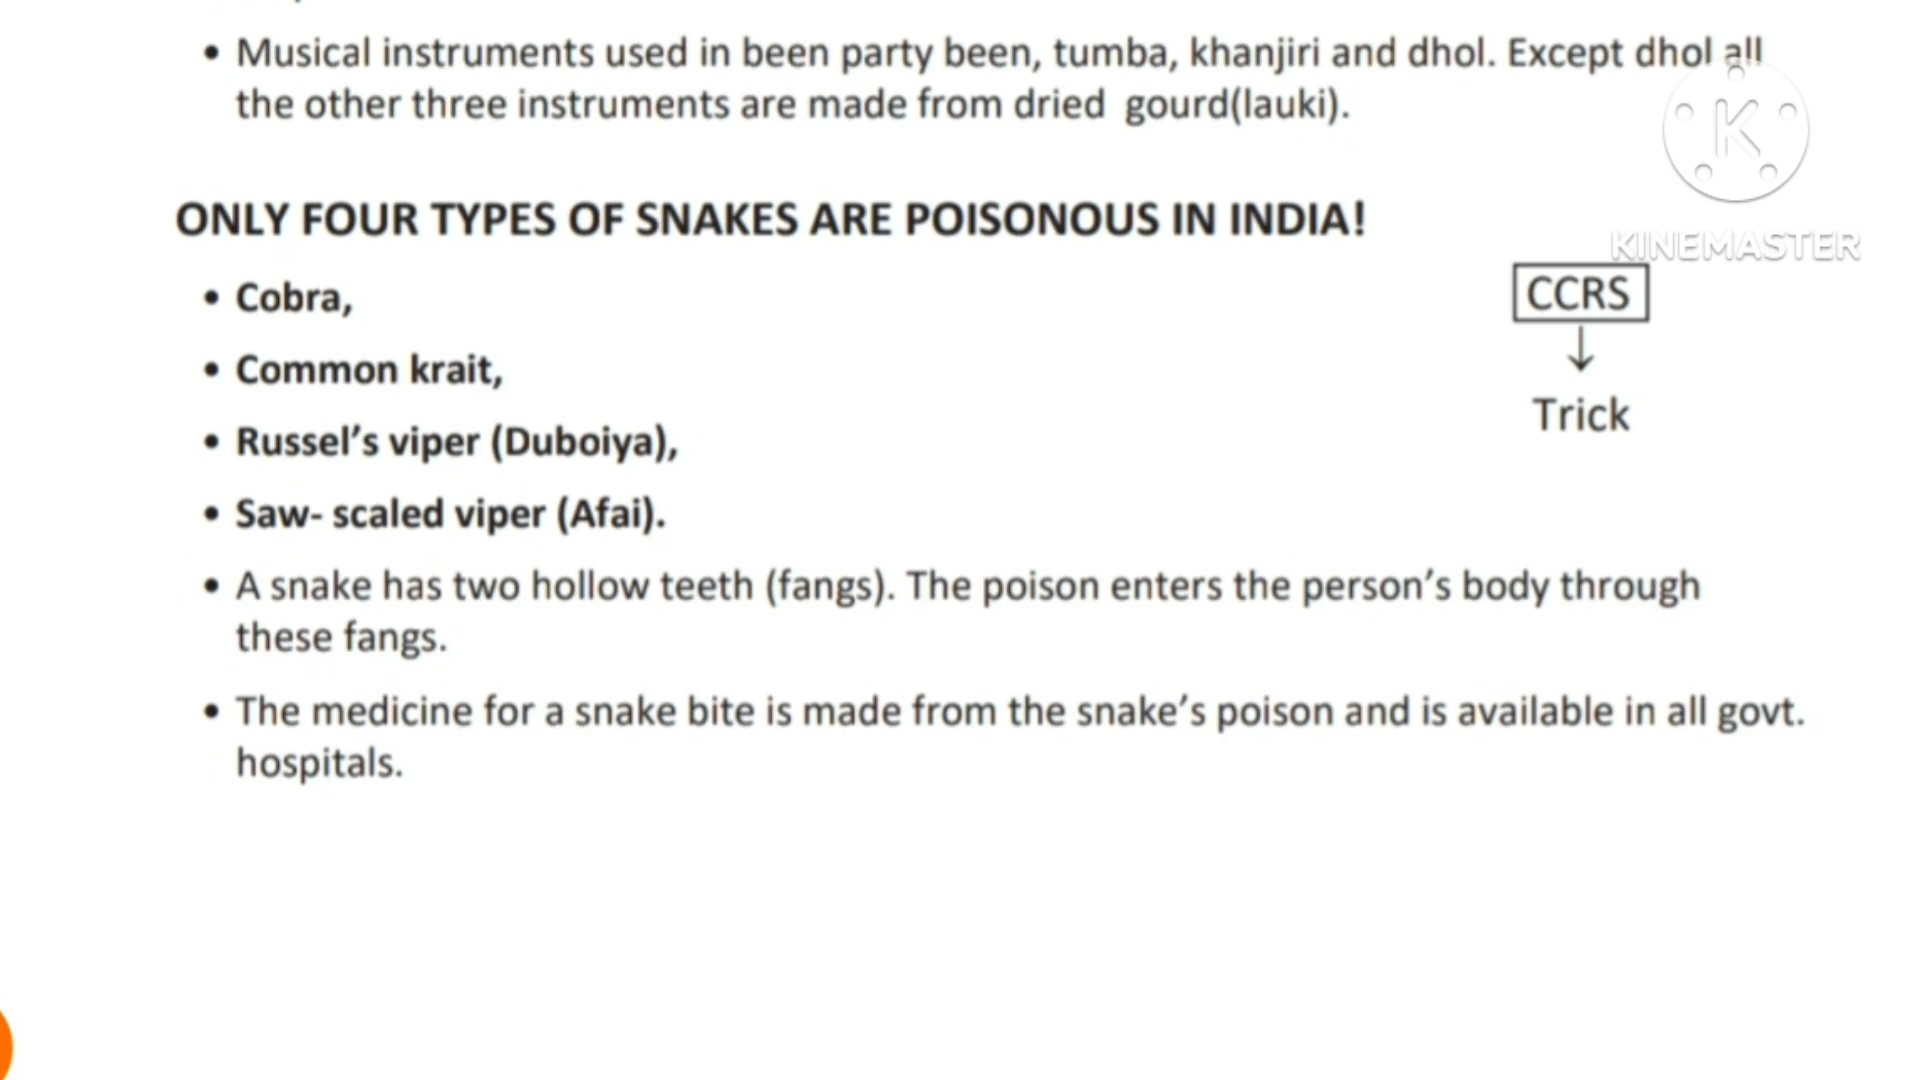 • Musical instruments used in been party been, tumba, khanjiri and dhol. Except dhol all
the other three instruments are made from dried gourd(lauki).
K
KINEMASTER
ONLY FOUR TYPES OF SNAKES ARE POISONOUS IN INDIA!
• Cobra,
• Common krait,
• Russel’s viper (Duboiya),
• Saw- scaled viper (Afai).
CCRS
↓
Trick
• A snake has two hollow teeth (fangs). The poison enters the person’s body through
these fangs.
• The medicine for a snake bite is made from the snake’s poison and is available in all govt.
hospitals.